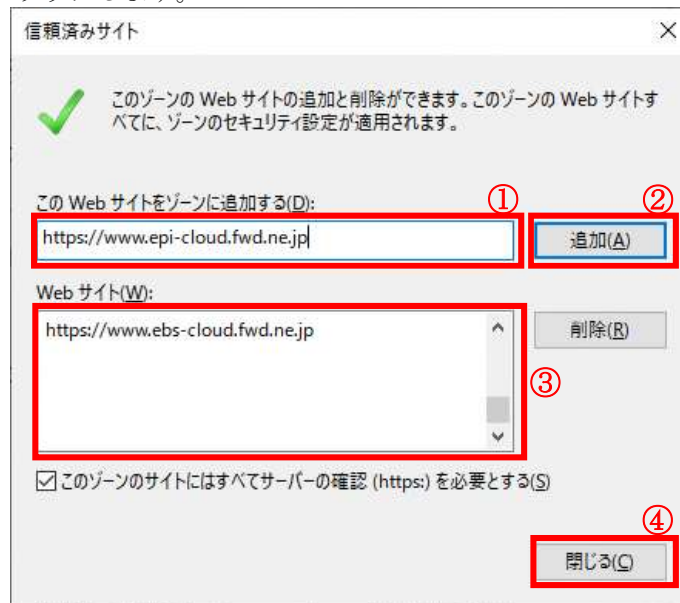 信頼済みサイト
このゾーンの Web サイトの追加と削除ができます。このゾーンの Web サイトす
べてに、ゾーンのセキュリティ設定が適用されます。
この Web サイトをゾーンに追加する(D): ① ②
https://www.epi-cloud.fwd.ne.jp 追加(A)
Web サイト(W):
https://www.ebs-cloud.fwd.ne.jp 削除(R)
③
このゾーンのサイトにはすべてサーバーの確認 (https:) を必要とする(S)
④
閉じる(C)